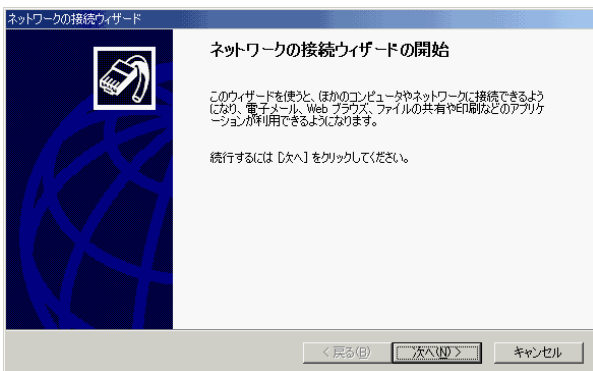 ネットワークの接続ウィザード
ネットワークの接続ウィザードの開始
このウィザードを使うと、ほかのコンピュータやネットワークに接続できるよう
になり、電子メール、Web ブラウズ、ファイルの共有や印刷などのアプリケ
ーションが利用できるようになります。
続行するには [次へ] をクリックしてください。
< 戻る(B)
次へ(N) >
キャンセル